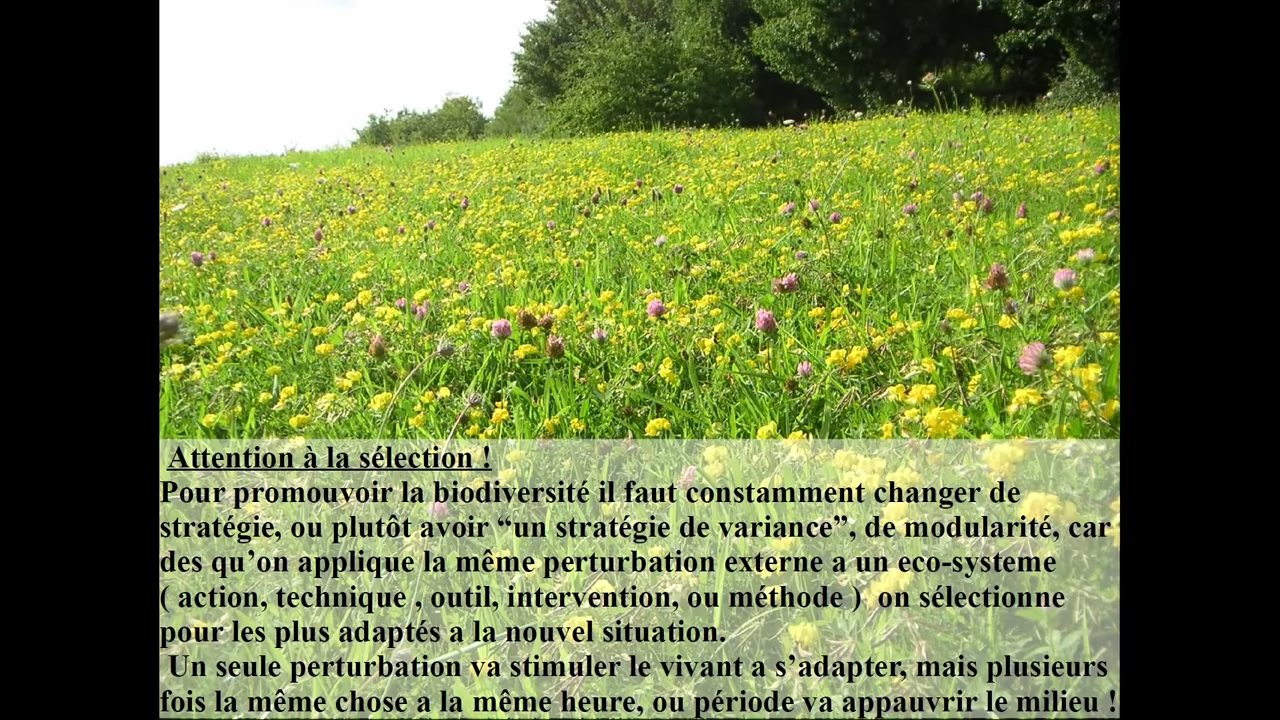 Attention à la sélection !
Pour promouvoir la biodiversité il faut constamment changer de
stratégie, ou plutôt avoir “un stratégie de variance”, de modularité, car
des qu’on applique la même perturbation externe a un eco-systeme
( action, technique , outil, intervention, ou méthode ) on sélectionne
pour les plus adaptés a la nouvel situation.
Un seule perturbation va stimuler le vivant a s’adapter, mais plusieurs
fois la même chose a la même heure, ou période va appauvrir le milieu !